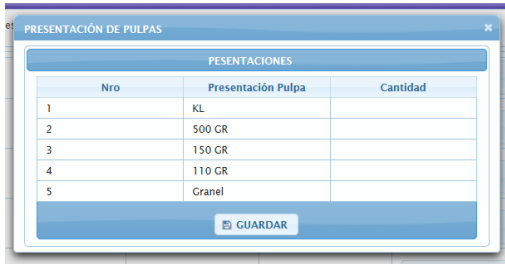 es
PRESENTACIÓN DE PULPAS
PESENTACIONES
Nro Presentación Pulpa Cantidad
1 KL
2 500 GR
3 150 GR
4 110 GR
5 Granel
GUARDAR